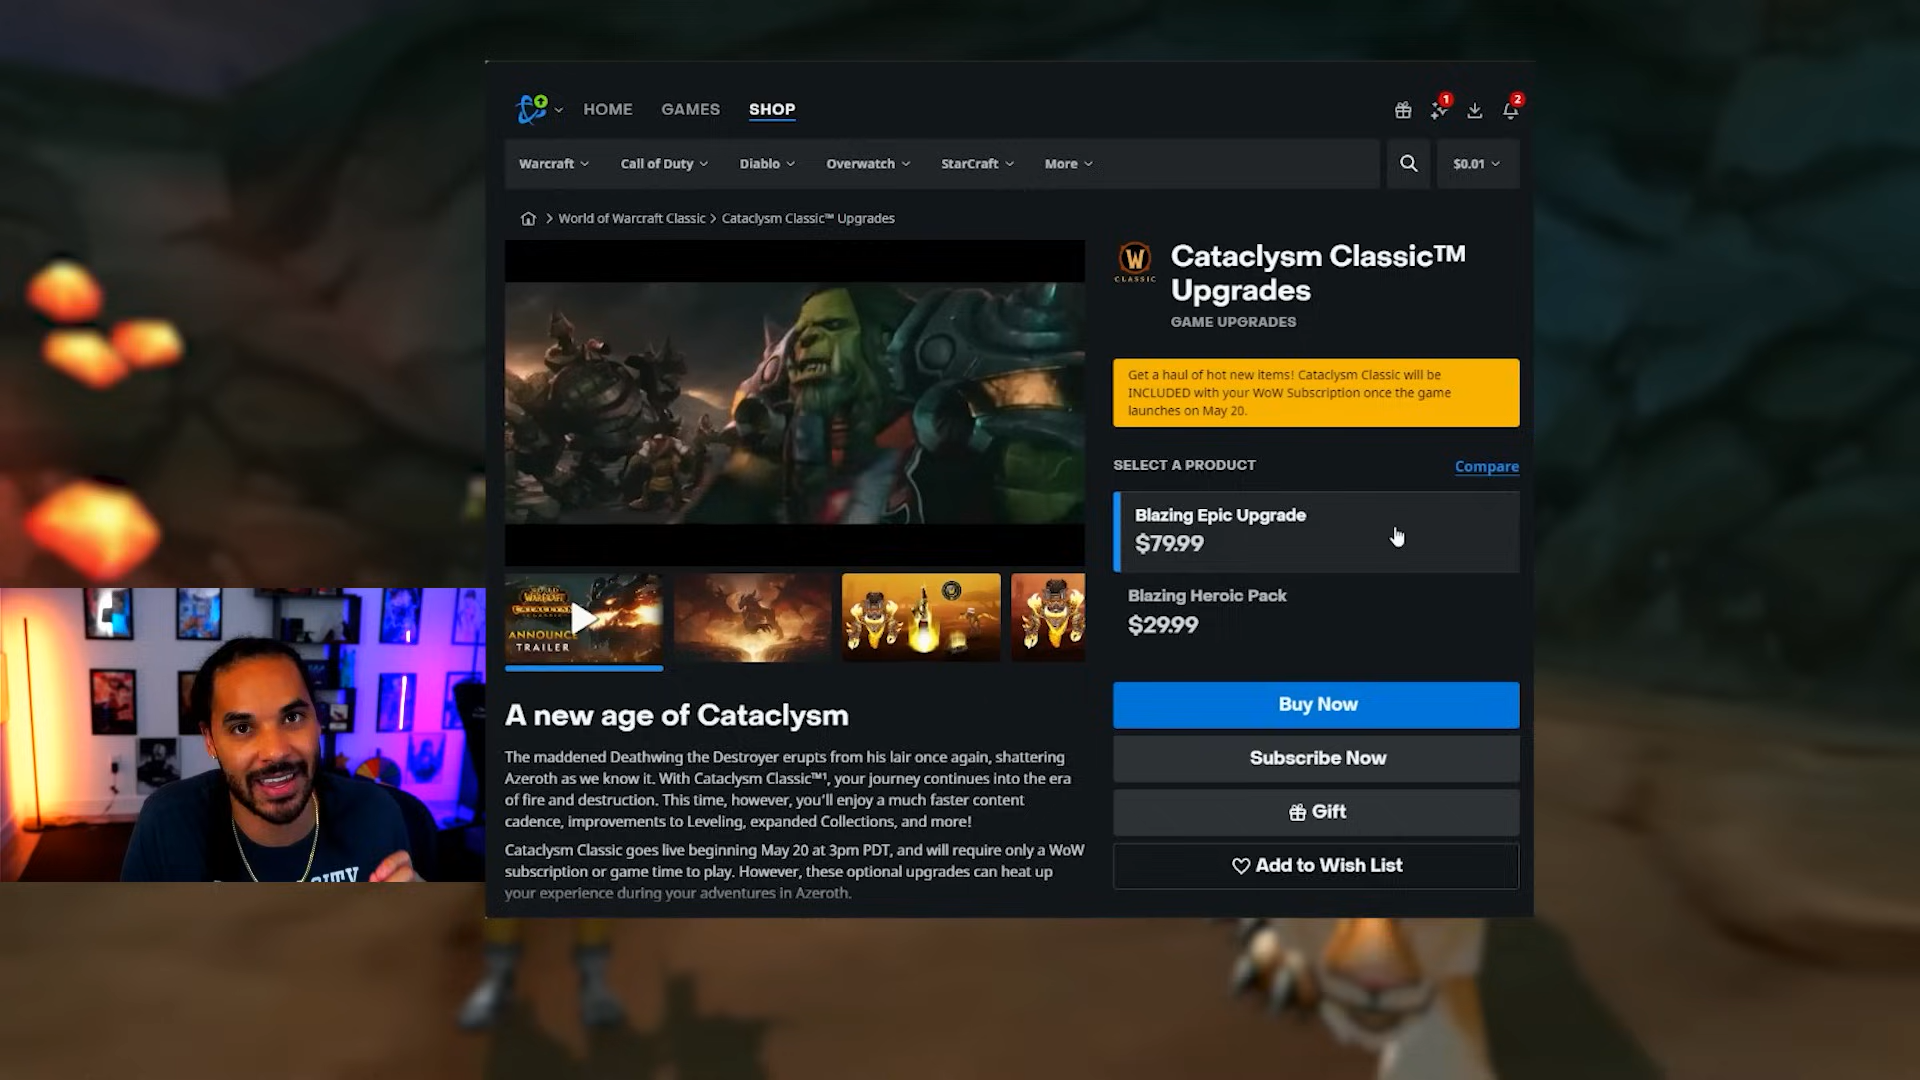 HOME GAMES SHOP
1
2
Warcraft Call of Duty Diablo Overwatch StarCraft More $0.01
World of Warcraft Classic Cataclysm Classic™ Upgrades
W
CLASSIC
Cataclysm Classic™
Upgrades
GAME UPGRADES
Get a haul of hot new items! Cataclysm Classic will be
INCLUDED with your WoW Subscription once the game
launches on May 20.
SELECT A PRODUCT Compare
Blazing Epic Upgrade
$79.99
Blazing Heroic Pack
$29.99
Buy Now
Subscribe Now
Gift
Add to Wish List
WARCRAFT
CATACLYSM
ANNOUNCE
TRAILER
A new age of Cataclysm
The maddened Deathwing the Destroyer erupts from his lair once again, shattering
Azeroth as we know it. With Cataclysm Classic™¹, your journey continues into the era
of fire and destruction. This time, however, you'll enjoy a much faster content
cadence, improvements to Leveling, expanded Collections, and more!
Cataclysm Classic goes live beginning May 20 at 3pm PDT, and will require only a WoW
subscription or game time to play. However, these optional upgrades can heat up
your experience during your adventures in Azeroth.